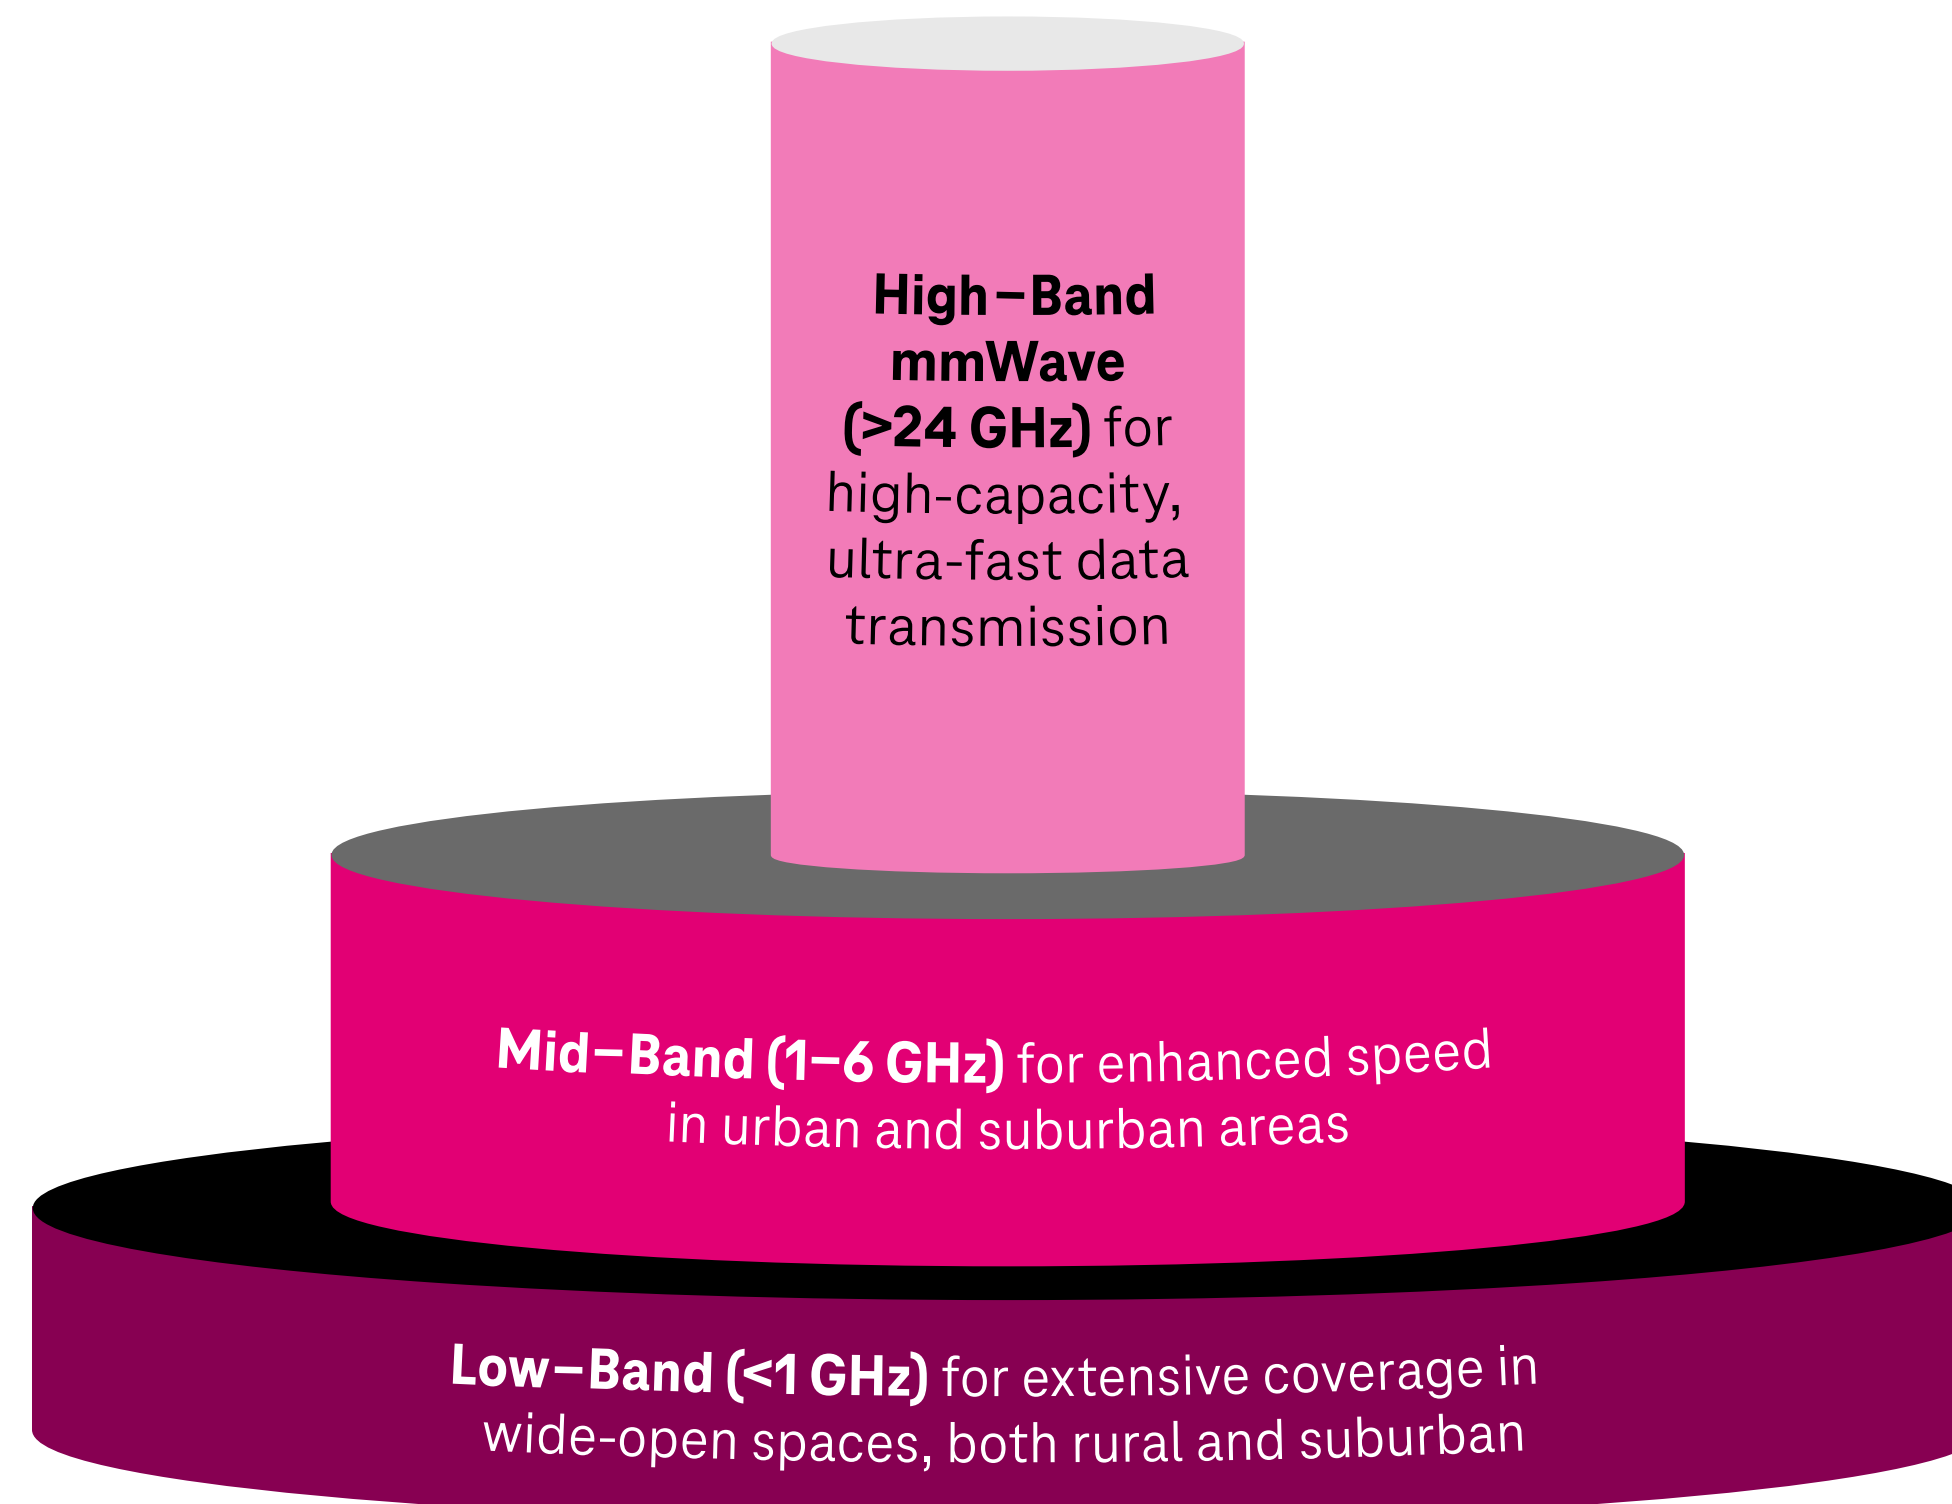 High–Band
mmWave
(>24 GHz) for
high-capacity,
ultra-fast data
transmission
Mid–Band (1–6 GHz) for enhanced speed
in urban and suburban areas
Low–Band (<1 GHz) for extensive coverage in
wide-open spaces, both rural and suburban